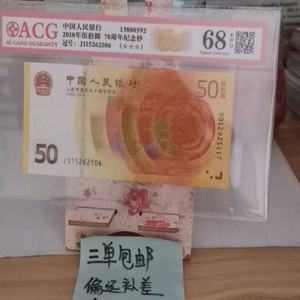 ACG
AI CANG GUARANTY
中国人民银行 13888592
2018年伍拾圆 70周年纪念钞
冠号: J115262106 (☆☆☆)
68 EPQ
中国人民银行
50
J115262106
50
J115262106
三单包邮
偏远补差